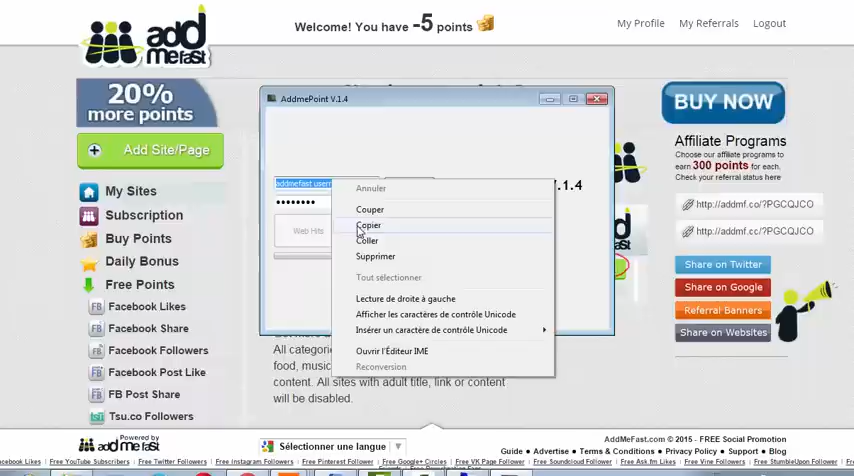 add
mefast
Welcome! You have -5 points
My Profile
My Referrals
Logout
20%
more points
Add Site/Page
My Sites
Subscription
Buy Points
Daily Bonus
Free Points
Facebook Likes
Facebook Share
Facebook Followers
Facebook Post Like
FB Post Share
Tsu.co Followers
AddmePoint V.1.4
addmefast usern
.1.4
Web Hits
Annuler
Couper
Copier
Coller
Supprimer
Tout sélectionner
Lecture de droite à gauche
Afficher les caractères de contrôle Unicode
Insérer un caractère de contrôle Unicode
Ouvrir l'Éditeur IME
Reconversion
All categories
food, music
content. All sites with adult title, link or content
will be disabled.
BUY NOW
Affiliate Programs
Choose our affiliate programs to
earn 300 points for each.
Check your referral status here
http://addmf.co/?PGCQJCO
http://addmf.cc/?PGCQJCO
Share on Twitter
Share on Google
Referral Banners
Share on Websites
Powered by
addmefast
Sélectionner une langue
AddMeFast.com © 2015 - FREE Social Promotion
Guide ● Advertise ● Terms & Conditions ● Privacy Policy ● Support ● Blog
Facebook Likes | Free YouTube Subscribers | Free Twitter Followers | Free Instagram Followers | Free Pinterest Followers | Free Google+ Circles | Free VK Page Followers | Free Soundcloud Follower | Free Ask.fm Likes | Free Vine Followers | Free StumbleUpon Follower